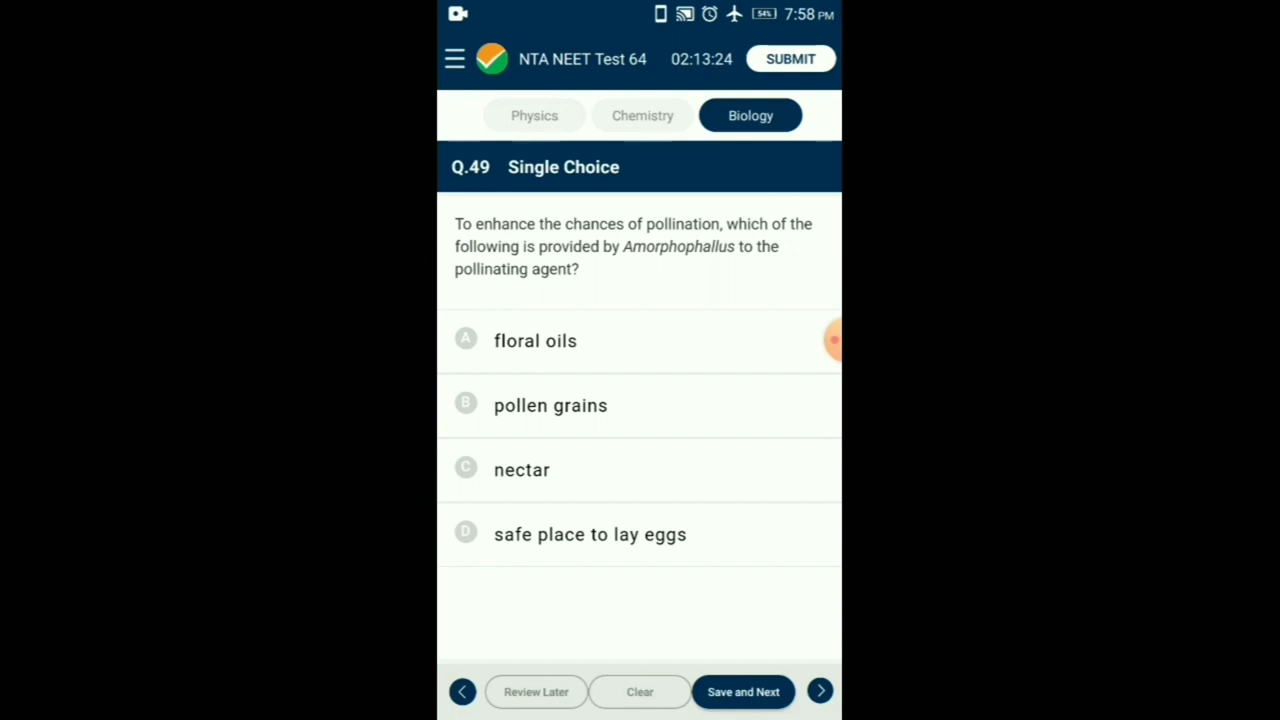 54% 7:58 PM
NTA NEET Test 64 02:13:24 SUBMIT
Physics Chemistry Biology
Q.49 Single Choice
To enhance the chances of pollination, which of the
following is provided by Amorphophallus to the
pollinating agent?
A floral oils
B pollen grains
C nectar
D safe place to lay eggs
Review Later Clear Save and Next